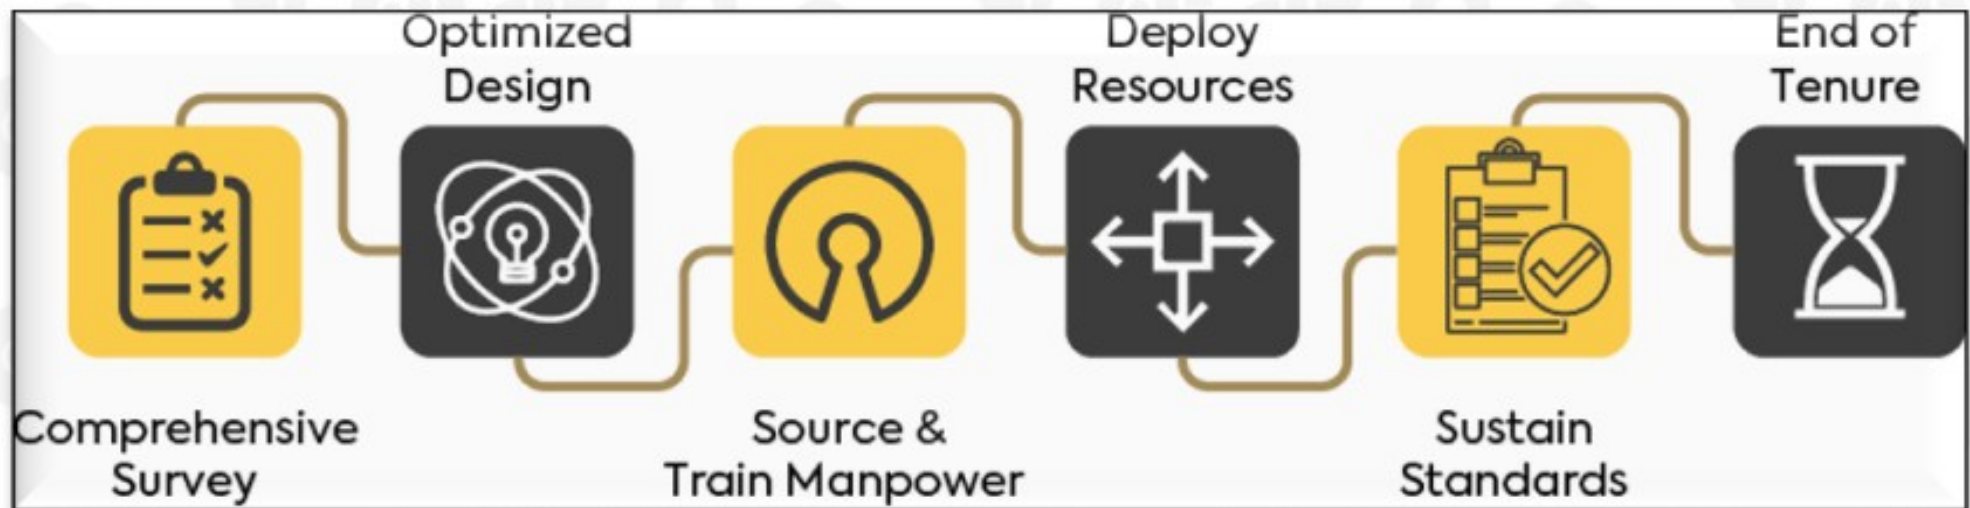 Comprehensive
Survey
Optimized
Design
Source &
Train Manpower
Deploy
Resources
Sustain
Standards
End of
Tenure